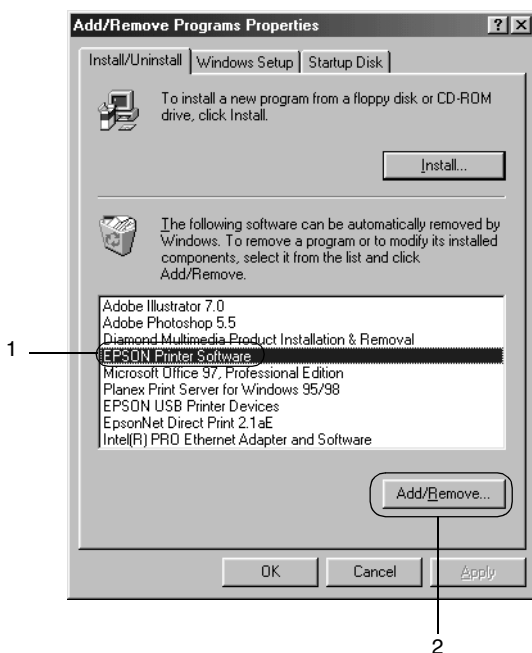 Add/Remove Programs Properties
? X
Install/Uninstall Windows Setup Startup Disk
To install a new program from a floppy disk or CD-ROM
drive, click Install.
Install...
The following software can be automatically removed by
Windows. To remove a program or to modify its installed
components, select it from the list and click
Add/Remove.
Adobe Illustrator 7.0
Adobe Photoshop 5.5
Diamond Multimedia Product Installation & Removal
1
EPSON Printer Software
Microsoft Office 97, Professional Edition
Planex Print Server for Windows 95/98
EPSON USB Printer Devices
EpsonNet Direct Print 2.1aE
Intel(R) PRO Ethernet Adapter and Software
Add/Remove...
OK Cancel Apply
2